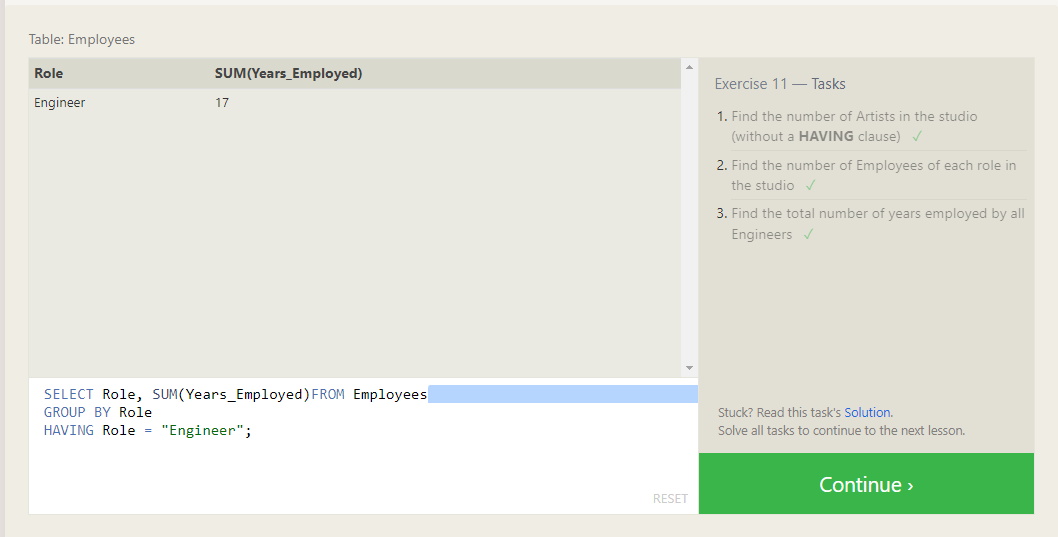 Table: Employees
Role SUM(Years_Employed)
Engineer 17
SELECT Role, SUM(Years_Employed)FROM Employees
GROUP BY Role
HAVING Role = "Engineer";
RESET
Exercise 11 — Tasks
1. Find the number of Artists in the studio
(without a HAVING clause) ✓
2. Find the number of Employees of each role in
the studio ✓
3. Find the total number of years employed by all
Engineers ✓
Stuck? Read this task's Solution.
Solve all tasks to continue to the next lesson.
Continue ›